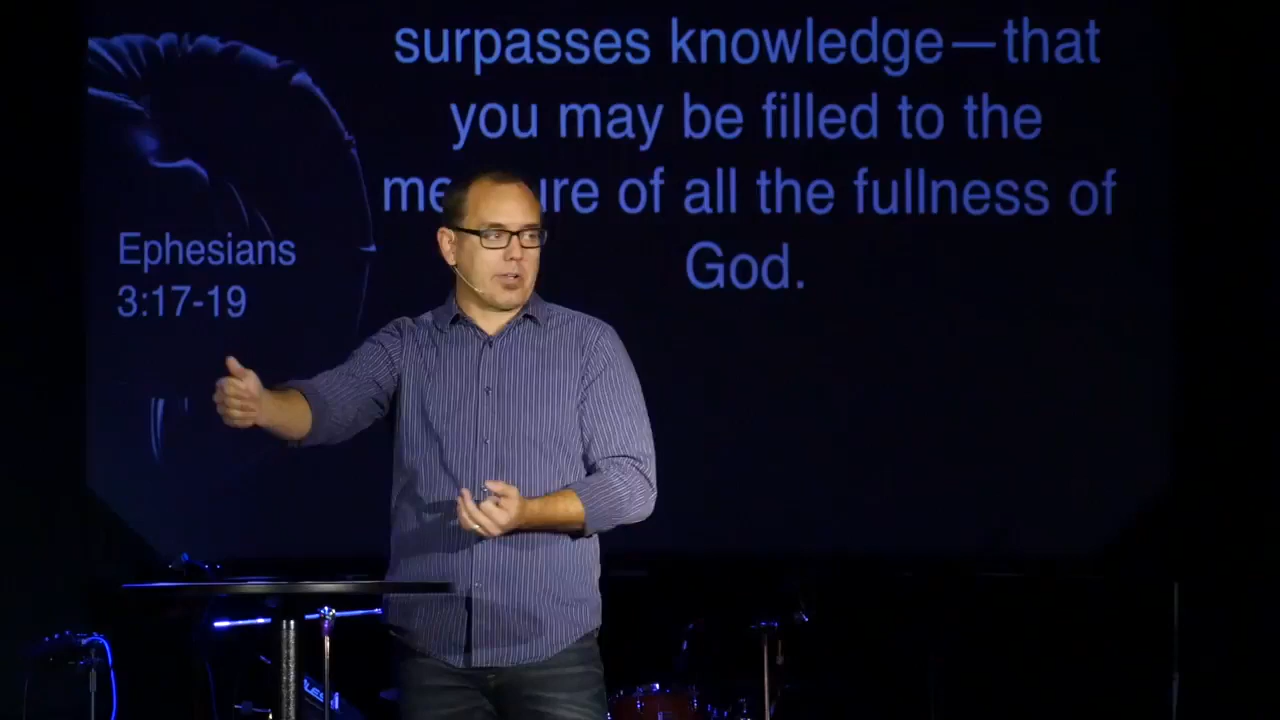 surpasses knowledge—that
you may be filled to the
of all the fullness of
God.
Ephesians
3:17-19